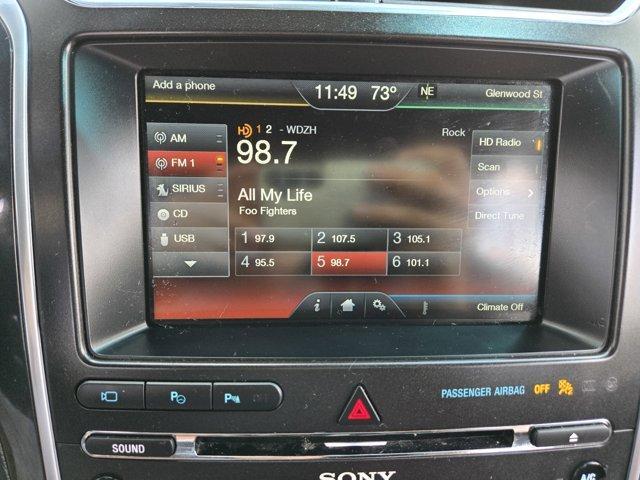 Add a phone
11:49 73° NE Glenwood St
AM
FM 1
SIRIUS
CD
USB
HD 1 2 - WDZH Rock
98.7
All My Life
Foo Fighters
1 97.9 2 107.5 3 105.1
4 95.5 5 98.7 6 101.1
HD Radio
Scan
Options >
Direct Tune
i
Climate Off
P P
PASSENGER AIRBAG OFF
SOUND
SONY
A/C